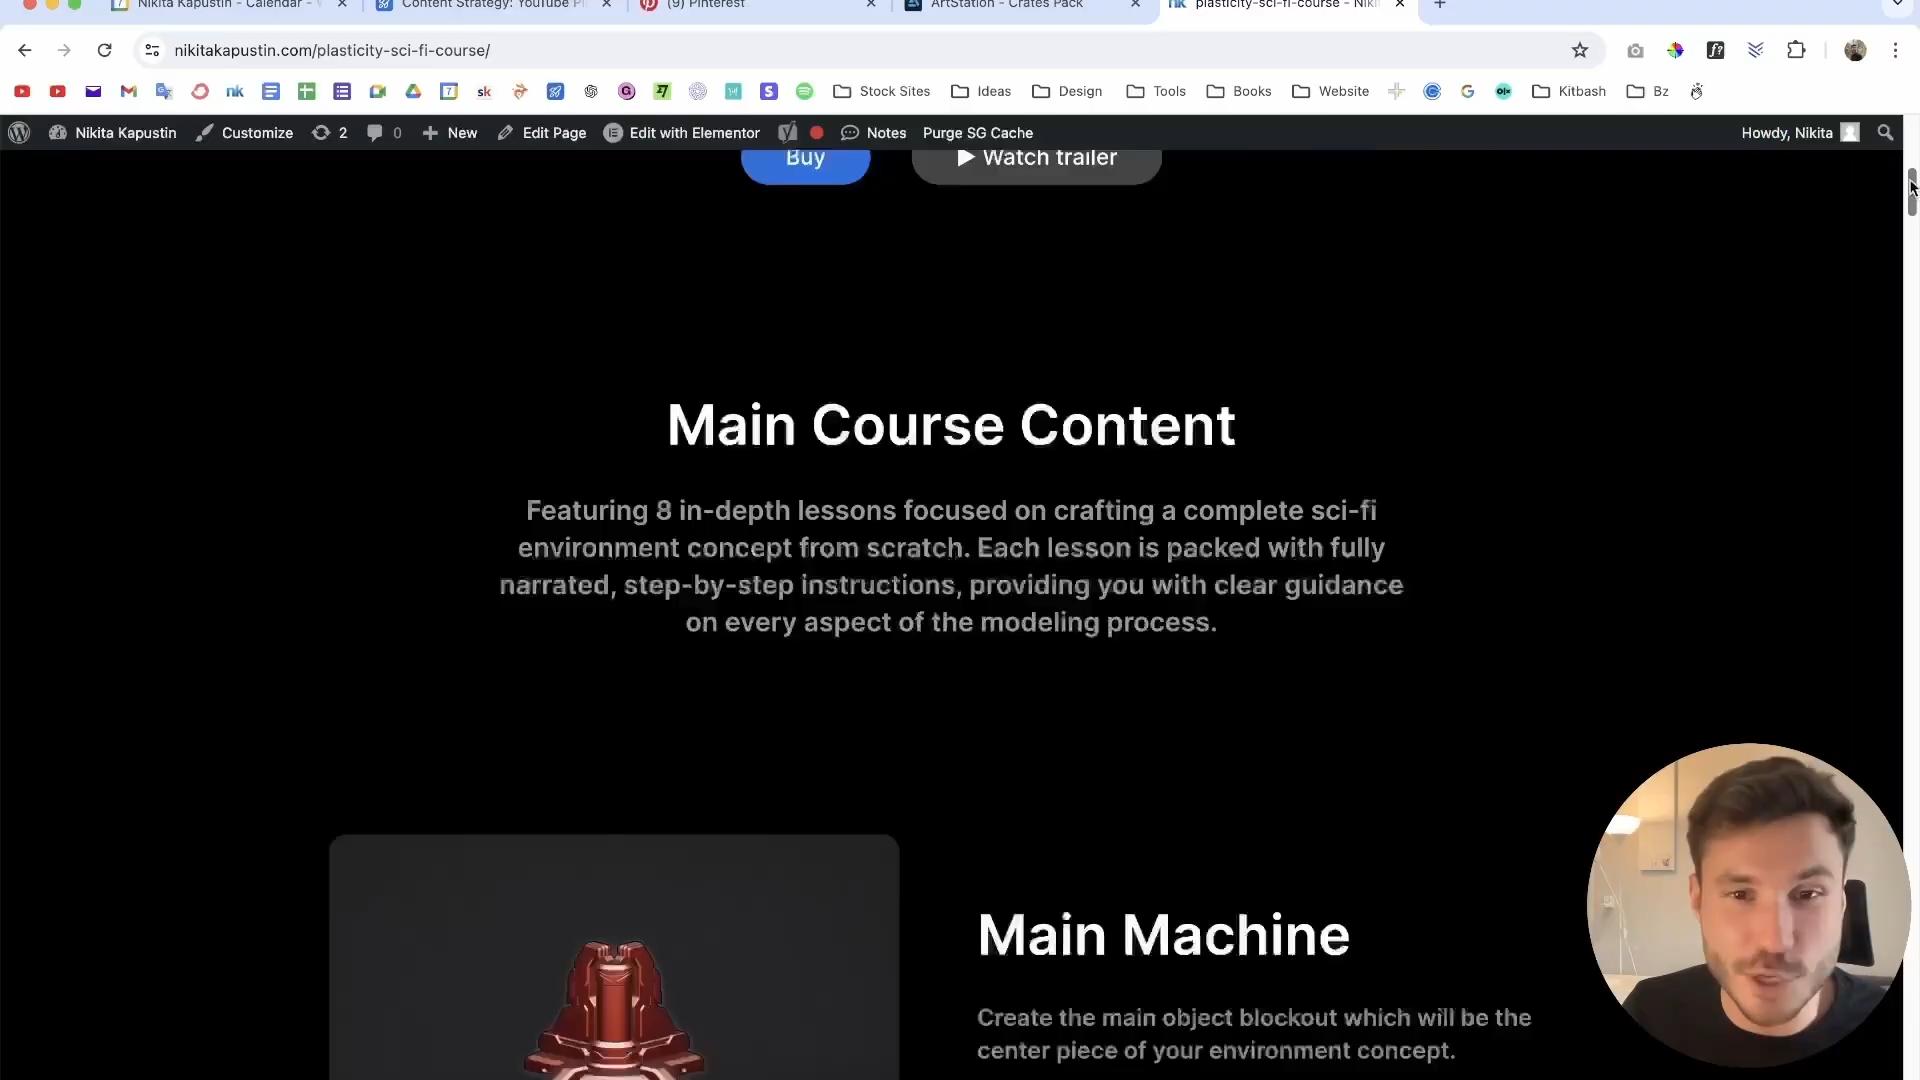 Nikita Kapustin - Calendar -
Content Strategy: YouTube
(9) Pinterest
ArtStation - Crates Pack
plasticity-sci-fi-course - Niki
nikitakapustin.com/plasticity-sci-fi-course/
Stock Sites
Ideas
Design
Tools
Books
Website
Kitbash
Bz
Nikita Kapustin
Customize
2
0
New
Edit Page
Edit with Elementor
Notes
Purge SG Cache
Howdy, Nikita
Buy
Watch trailer
Main Course Content
Featuring 8 in-depth lessons focused on crafting a complete sci-fi
environment concept from scratch. Each lesson is packed with fully
narrated, step-by-step instructions, providing you with clear guidance
on every aspect of the modeling process.
Main Machine
Create the main object blockout which will be the
center piece of your environment concept.